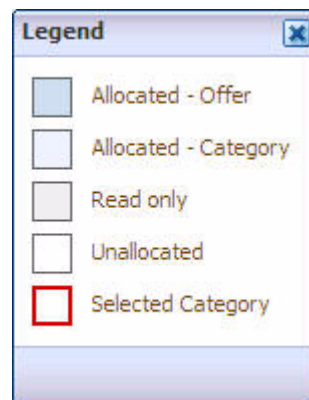 Legend
Allocated - Offer
Allocated - Category
Read only
Unallocated
Selected Category